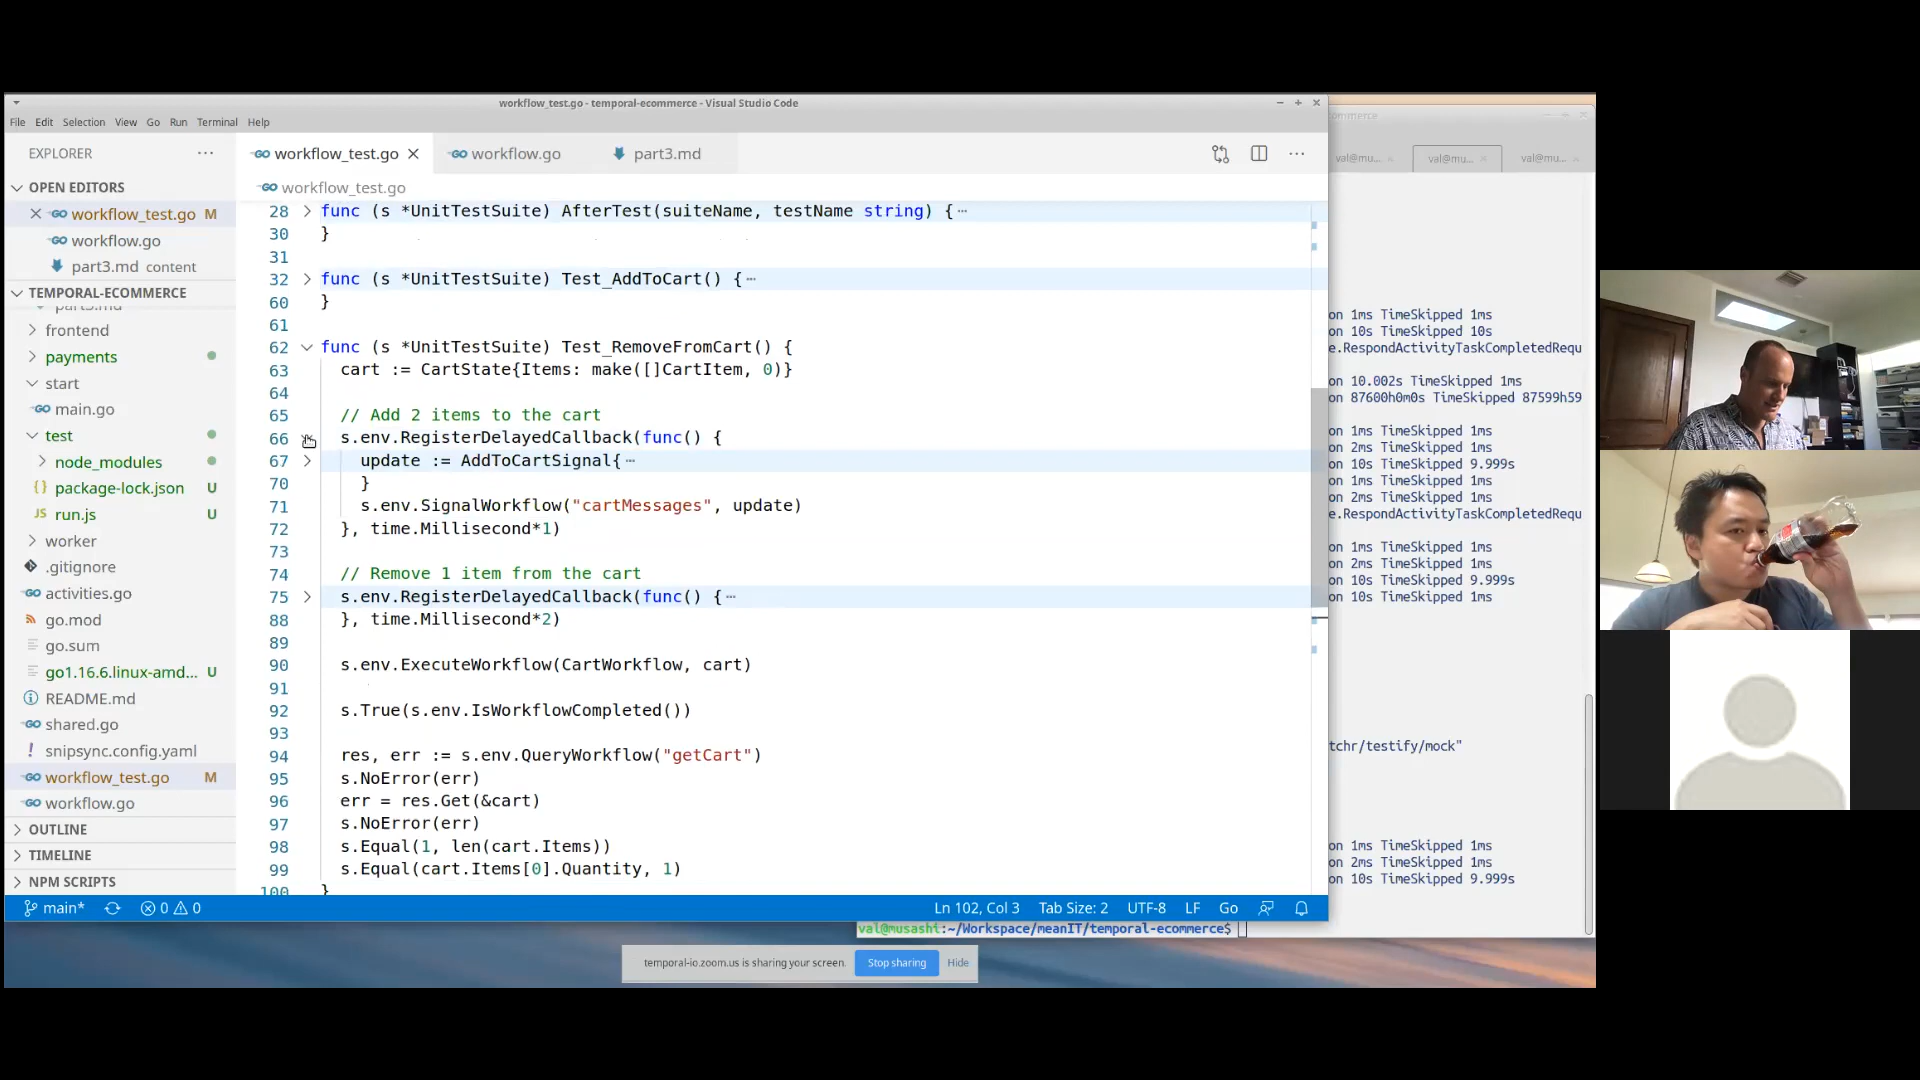 workflow_test.go - temporal-ecommerce - Visual Studio Code
File Edit Selection View Go Run Terminal Help
EXPLORER
OPEN EDITORS
workflow_test.go M
workflow.go
part3.md content
TEMPORAL-ECOMMERCE
part3.md
frontend
payments
start
main.go
test
node_modules
package-lock.json U
run.js U
worker
.gitignore
activities.go
go.mod
go.sum
go1.16.6.linux-amd... U
README.md
shared.go
snipsync.config.yaml
workflow_test.go M
workflow.go
OUTLINE
TIMELINE
NPM SCRIPTS
workflow_test.go
workflow.go
part3.md
workflow_test.go
28 func (s *UnitTestSuite) AfterTest(suiteName, testName string) {
30 }
31
32 func (s *UnitTestSuite) Test_AddToCart() {
60 }
61
62 func (s *UnitTestSuite) Test_RemoveFromCart() {
63 cart := CartState{Items: make([]CartItem, 0)}
64
65 // Add 2 items to the cart
66 s.env.RegisterDelayedCallback(func() {
67 update := AddToCartSignal{
70 }
71 s.env.SignalWorkflow("cartMessages", update)
72 }, time.Millisecond*1)
73
74 // Remove 1 item from the cart
75 s.env.RegisterDelayedCallback(func() {
88 }, time.Millisecond*2)
89
90 s.env.ExecuteWorkflow(CartWorkflow, cart)
91
92 s.True(s.env.IsWorkflowCompleted())
93
94 res, err := s.env.QueryWorkflow("getCart")
95 s.NoError(err)
96 err = res.Get(&cart)
97 s.NoError(err)
98 s.Equal(1, len(cart.Items))
99 s.Equal(cart.Items[0].Quantity, 1)
100 }
main* 0 0
Ln 102, Col 3 Tab Size: 2 UTF-8 LF Go
ommerce
val@mu... val@mu... val@mu...
on 1ms TimeSkipped 1ms
on 10s TimeSkipped 10s
e.RespondActivityTaskCompletedRequ
on 10.002s TimeSkipped 1ms
on 87600h0m0s TimeSkipped 87599h59
on 1ms TimeSkipped 1ms
on 2ms TimeSkipped 1ms
on 10s TimeSkipped 9.999s
on 1ms TimeSkipped 1ms
on 2ms TimeSkipped 1ms
e.RespondActivityTaskCompletedRequ
on 1ms TimeSkipped 1ms
on 2ms TimeSkipped 1ms
on 10s TimeSkipped 9.999s
on 10s TimeSkipped 1ms
tchr/testify/mock"
on 1ms TimeSkipped 1ms
on 2ms TimeSkipped 1ms
on 10s TimeSkipped 9.999s
val@musashi:~/Workspace/meanIT/temporal-ecommerce$
temporal-io.zoom.us is sharing your screen. Stop sharing Hide